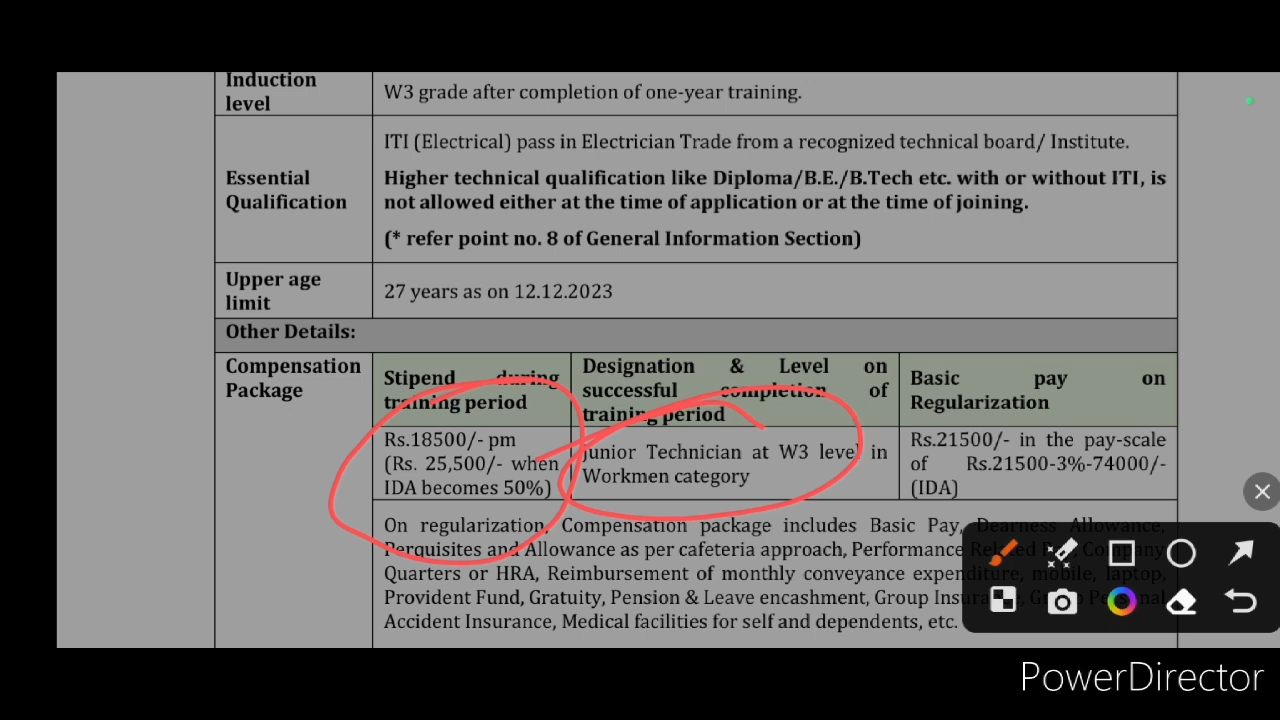 Induction
level
W3 grade after completion of one-year training.
Essential
Qualification
ITI (Electrical) pass in Electrician Trade from a recognized technical board/ Institute.
Higher technical qualification like Diploma/B.E./B.Tech etc. with or without ITI, is
not allowed either at the time of application or at the time of joining.
(* refer point no. 8 of General Information Section)
Upper age
limit
27 years as on 12.12.2023
Other Details:
Compensation
Package
Stipend during
training period
Designation & Level on
successful completion of
training period
Basic pay on
Regularization
Rs.18500/- pm
(Rs. 25,500/- when
IDA becomes 50%)
Junior Technician at W3 level in
Workmen category
Rs.21500/- in the pay-scale
of Rs.21500-3%-74000/-
(IDA)
On regularization, Compensation package includes Basic Pay, Dearness Allowance,
Perquisites and Allowance as per cafeteria approach, Performance Related Company
Quarters or HRA, Reimbursement of monthly conveyance expenditure, mobile, laptop,
Provident Fund, Gratuity, Pension & Leave encashment, Group Insurance, Group Personal
Accident Insurance, Medical facilities for self and dependents, etc.
PowerDirector